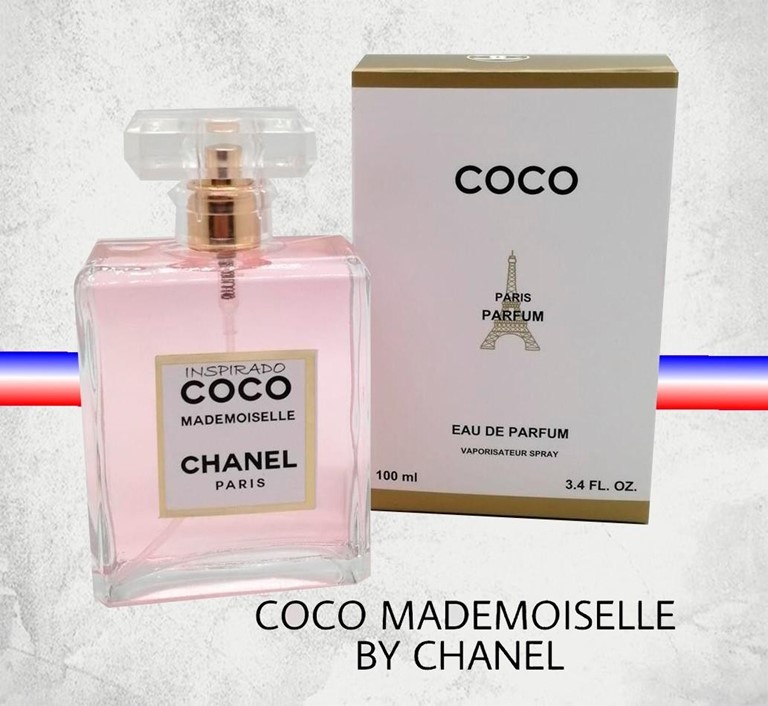 INSPIRADO
COCO
MADEMOISELLE
CHANEL
PARIS
COCO
PARIS
PARFUM
EAU DE PARFUM
VAPORISATEUR SPRAY
100 ml
3.4 FL. OZ.
COCO MADEMOISELLE
BY CHANEL